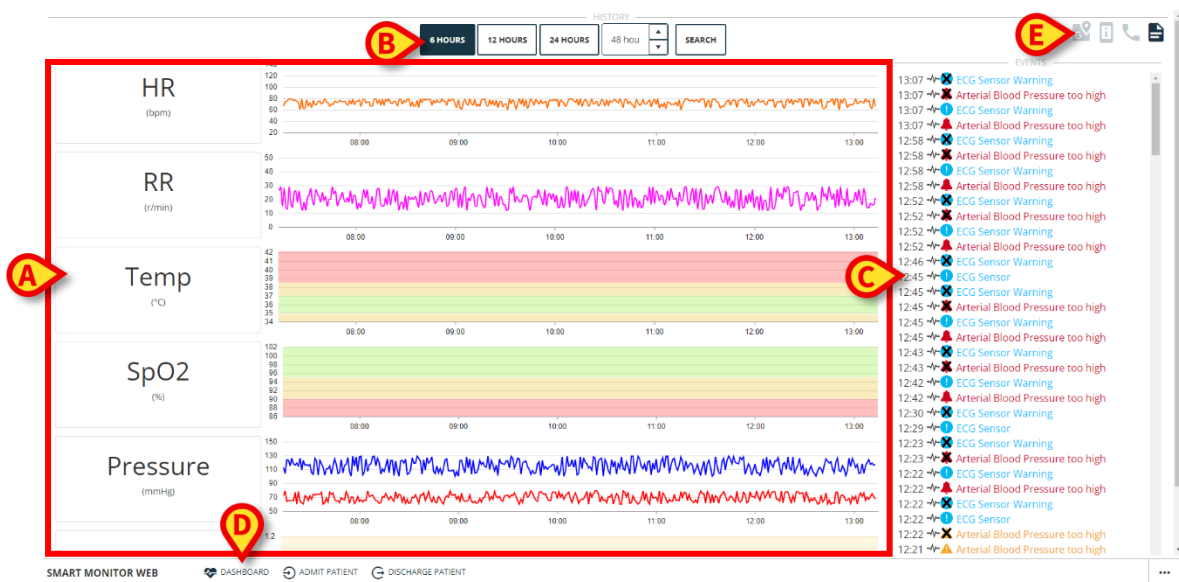 HISTORY
B
6 HOURS
12 HOURS
24 HOURS
48 hou
SEARCH
E
EVENTS
A
HR
(bpm)
120
100
80
60
40
20
08:00 09:00 10:00 11:00 12:00 13:00
RR
(r/min)
50
40
30
20
10
0
08:00 09:00 10:00 11:00 12:00 13:00
Temp
(°C)
42
41
40
39
38
37
36
35
34
08:00 09:00 10:00 11:00 12:00 13:00
SpO2
(%)
102
100
98
96
94
92
90
88
86
08:00 09:00 10:00 11:00 12:00 13:00
Pressure
(mmHg)
150
130
110
90
70
50
08:00 09:00 10:00 11:00 12:00 13:00
1.2
C
13:07 ECG Sensor Warning
13:07 Arterial Blood Pressure too high
13:07 ECG Sensor Warning
13:07 Arterial Blood Pressure too high
12:58 ECG Sensor Warning
12:58 Arterial Blood Pressure too high
12:58 ECG Sensor Warning
12:58 Arterial Blood Pressure too high
12:52 ECG Sensor Warning
12:52 Arterial Blood Pressure too high
12:52 ECG Sensor Warning
12:52 Arterial Blood Pressure too high
12:46 ECG Sensor Warning
12:45 ECG Sensor
12:45 ECG Sensor Warning
12:45 Arterial Blood Pressure too high
12:45 ECG Sensor Warning
12:45 Arterial Blood Pressure too high
12:43 ECG Sensor Warning
12:43 Arterial Blood Pressure too high
12:42 ECG Sensor Warning
12:42 Arterial Blood Pressure too high
12:30 ECG Sensor Warning
12:29 ECG Sensor
12:23 ECG Sensor Warning
12:23 Arterial Blood Pressure too high
12:22 ECG Sensor Warning
12:22 Arterial Blood Pressure too high
12:22 ECG Sensor Warning
12:22 ECG Sensor
12:22 Arterial Blood Pressure too high
12:21 Arterial Blood Pressure too high
D
SMART MONITOR WEB
DASHBOARD
ADMIT PATIENT
DISCHARGE PATIENT